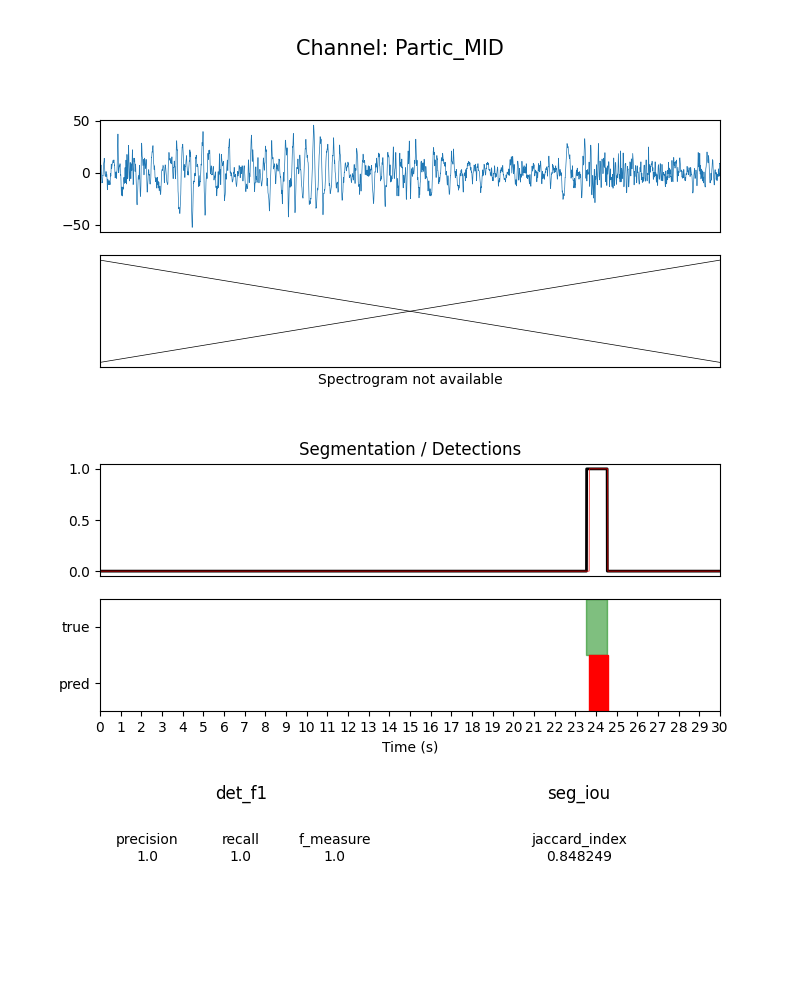 Channel: Partic_MID
50
0
−50
Spectrogram not available
Segmentation / Detections
1.0
0.5
0.0
true
pred
0 1 2 3 4 5 6 7 8 9 10 11 12 13 14 15 16 17 18 19 20 21 22 23 24 25 26 27 28 29 30
Time (s)
det_f1 seg_iou
precision recall f_measure jaccard_index
1.0 1.0 1.0 0.848249